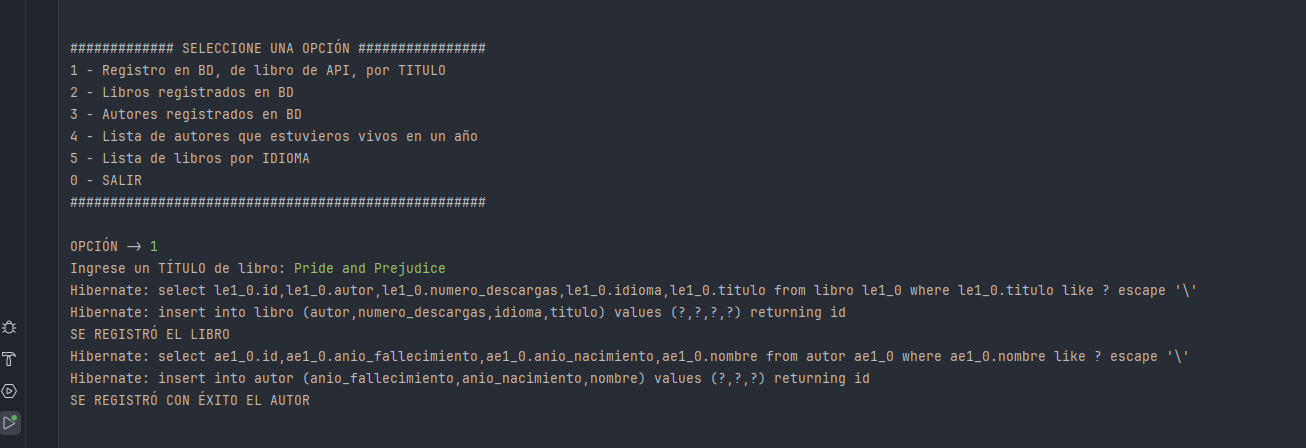 ############# SELECCIONE UNA OPCIÓN ################
1 - Registro en BD, de libro de API, por TITULO
2 - Libros registrados en BD
3 - Autores registrados en BD
4 - Lista de autores que estuvieros vivos en un año
5 - Lista de libros por IDIOMA
0 - SALIR
####################################################
OPCIÓN -> 1
Ingrese un TÍTULO de libro: Pride and Prejudice
Hibernate: select le1_0.id,le1_0.autor,le1_0.numero_descargas,le1_0.idioma,le1_0.titulo from libro le1_0 where le1_0.titulo like ? escape '\'
Hibernate: insert into libro (autor,numero_descargas,idioma,titulo) values (?,?,?,?) returning id
SE REGISTRÓ EL LIBRO
Hibernate: select ae1_0.id,ae1_0.anio_fallecimiento,ae1_0.anio_nacimiento,ae1_0.nombre from autor ae1_0 where ae1_0.nombre like ? escape '\'
Hibernate: insert into autor (anio_fallecimiento,anio_nacimiento,nombre) values (?,?,?) returning id
SE REGISTRÓ CON ÉXITO EL AUTOR